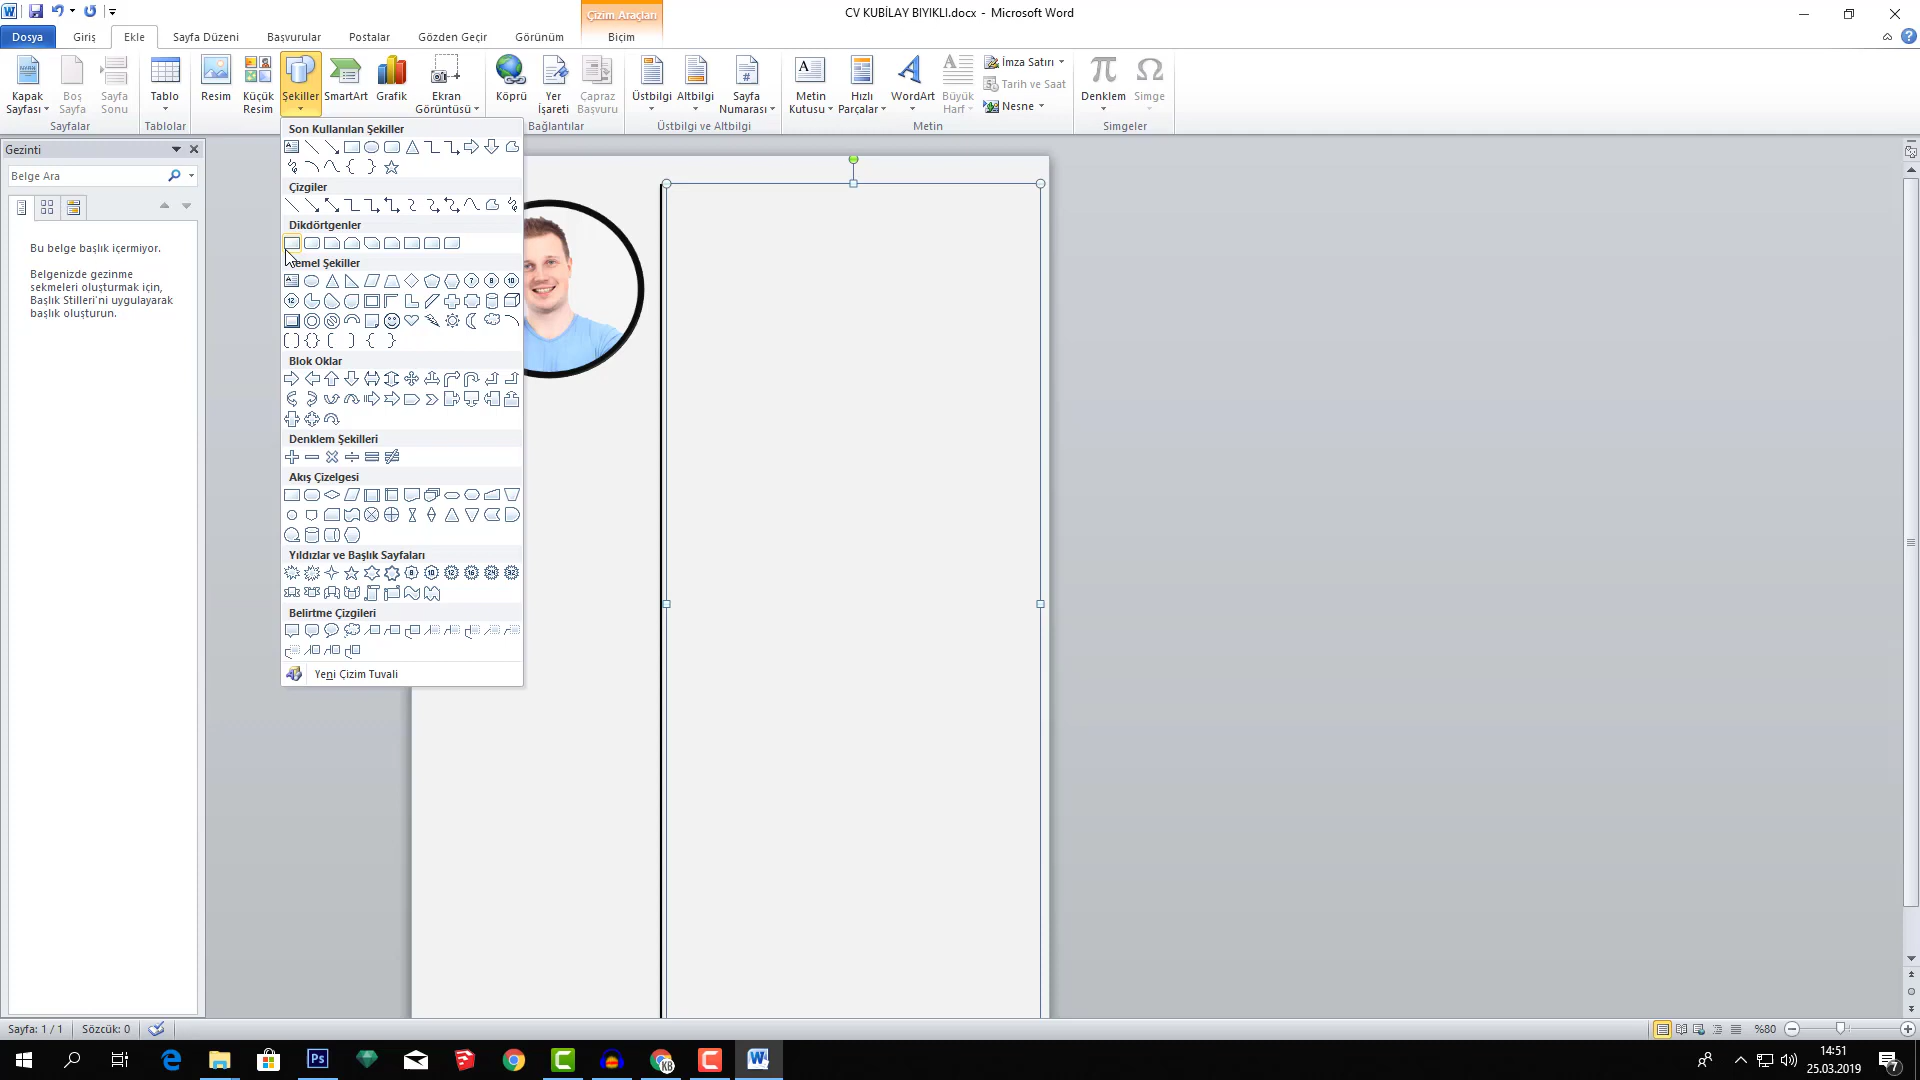 CV KUBİLAY BIYIKLI.docx - Microsoft Word
Çizim Araçları
Dosya
Giriş
Ekle
Sayfa Düzeni
Başvurular
Postalar
Gözden Geçir
Görünüm
Biçim
Kapak Sayfası
Boş Sayfa
Sayfa Sonu
Tablo
Resim
Küçük Resim
Şekiller
SmartArt
Grafik
Ekran Görüntüsü
Köprü
Yer İşareti
Çapraz Başvuru
Üstbilgi
Altbilgi
Sayfa Numarası
Metin Kutusu
Hızlı Parçalar
WordArt
Büyük Harf
İmza Satırı
Tarih ve Saat
Nesne
Denklem
Simge
Sayfalar
Tablolar
Bağlantılar
Üstbilgi ve Altbilgi
Metin
Simgeler
Gezinti
Belge Ara
Bu belge başlık içermiyor.
Belgenizde gezinme
sekmeleri oluşturmak için,
Başlık Stilleri'ni uygulayarak
başlık oluşturun.
Son Kullanılan Şekiller
Çizgiler
Dikdörtgenler
Temel Şekiller
Blok Oklar
Denklem Şekilleri
Akış Çizelgesi
Yıldızlar ve Başlık Sayfaları
Belirtme Çizgileri
Yeni Çizim Tuvali
Sayfa: 1 / 1
Sözcük: 0
%80
Ps
KB
14:51
25.03.2019
7